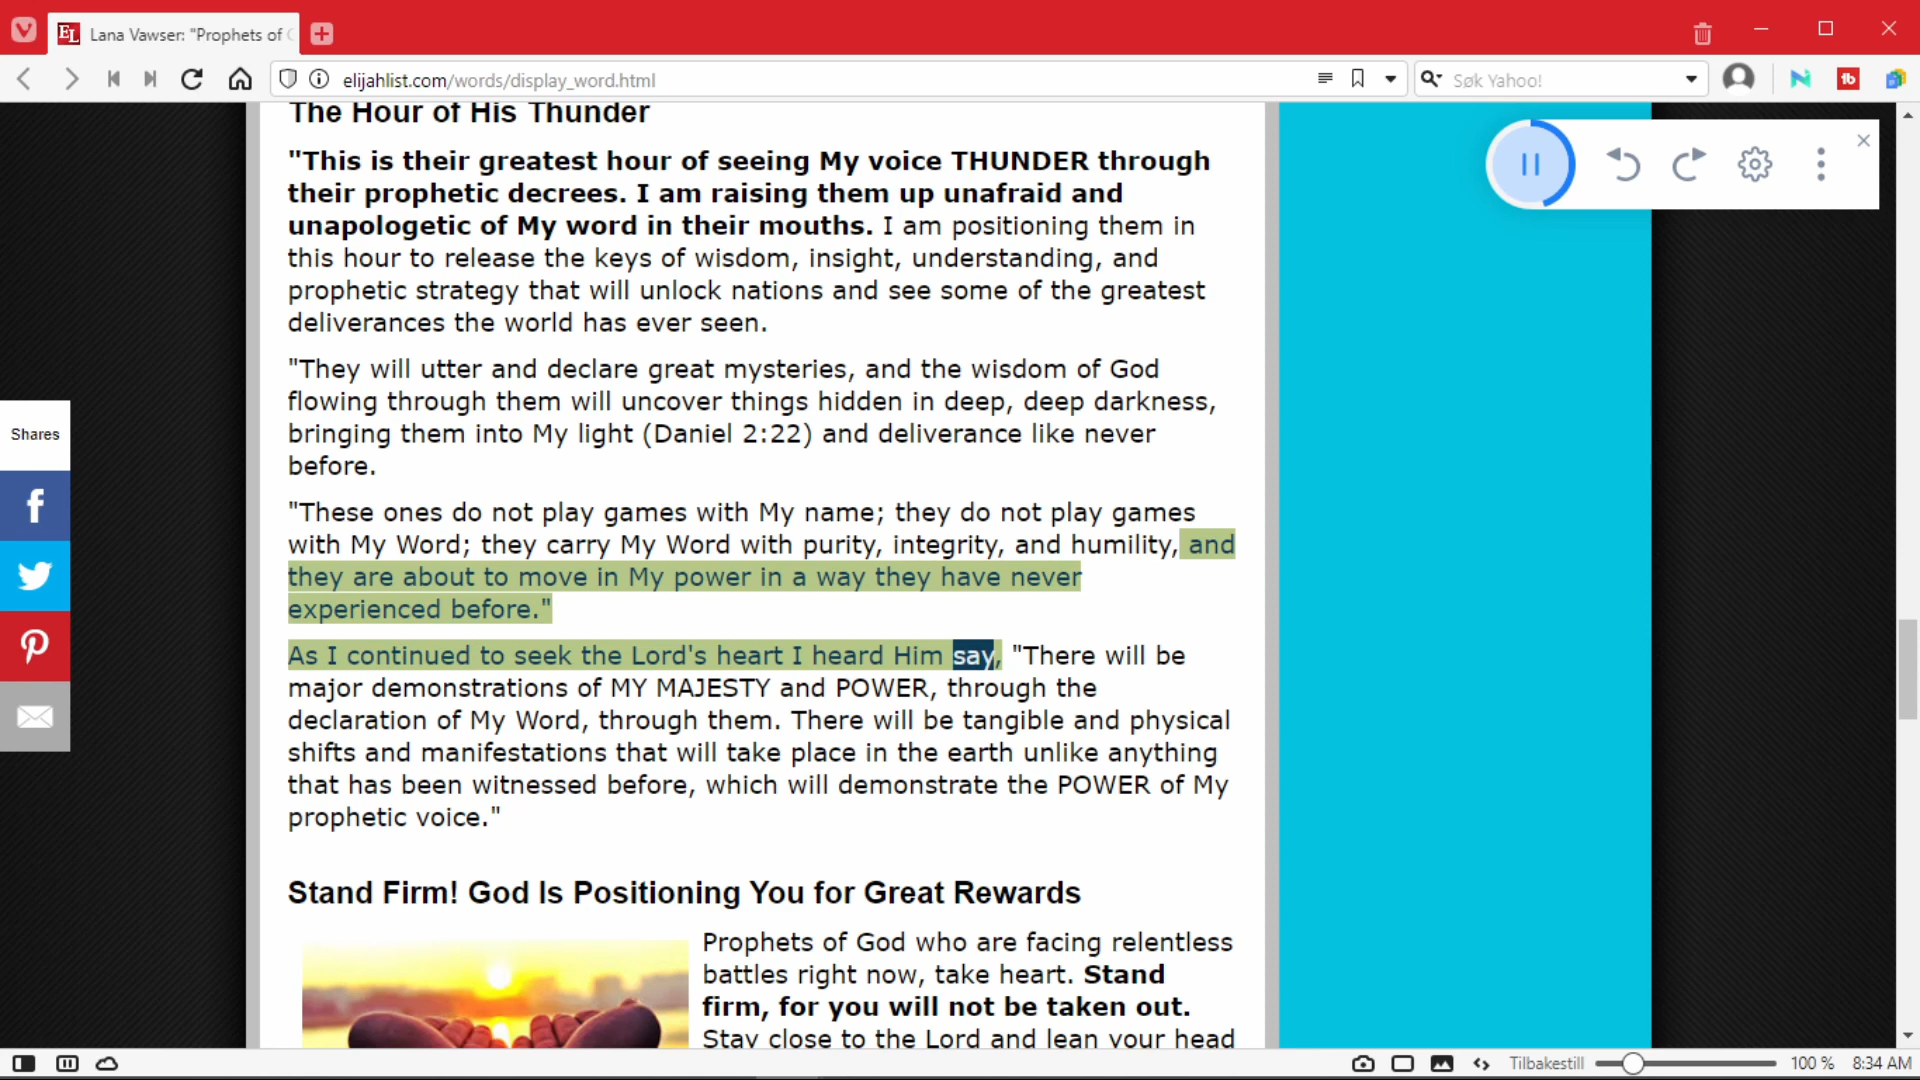 EL Lana Vawser: "Prophets of
elijahlist.com/words/display_word.html
Søk Yahoo!
The Hour of His Thunder
"This is their greatest hour of seeing My voice THUNDER through
their prophetic decrees. I am raising them up unafraid and
unapologetic of My word in their mouths. I am positioning them in
this hour to release the keys of wisdom, insight, understanding, and
prophetic strategy that will unlock nations and see some of the greatest
deliverances the world has ever seen.
"They will utter and declare great mysteries, and the wisdom of God
flowing through them will uncover things hidden in deep, deep darkness,
bringing them into My light (Daniel 2:22) and deliverance like never
before.
Shares
"These ones do not play games with My name; they do not play games
with My Word; they carry My Word with purity, integrity, and humility, and
they are about to move in My power in a way they have never
experienced before."
As I continued to seek the Lord's heart I heard Him say, "There will be
major demonstrations of MY MAJESTY and POWER, through the
declaration of My Word, through them. There will be tangible and physical
shifts and manifestations that will take place in the earth unlike anything
that has been witnessed before, which will demonstrate the POWER of My
prophetic voice."
Stand Firm! God Is Positioning You for Great Rewards
Prophets of God who are facing relentless
battles right now, take heart. Stand
firm, for you will not be taken out.
Stay close to the Lord and lean your head
Tilbakestill 100 % 8:34 AM